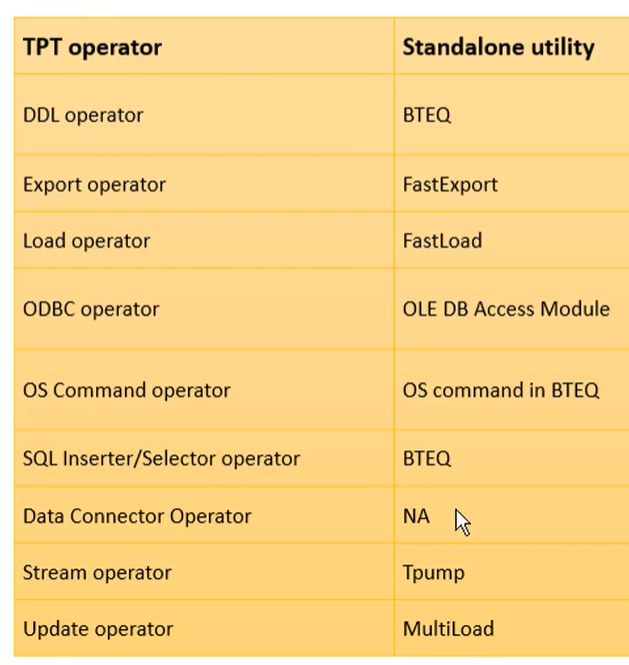 TPT operator Standalone utility
DDL operator BTEQ
Export operator FastExport
Load operator FastLoad
ODBC operator OLE DB Access Module
OS Command operator OS command in BTEQ
SQL Inserter/Selector operator BTEQ
Data Connector Operator NA
Stream operator Tpump
Update operator MultiLoad